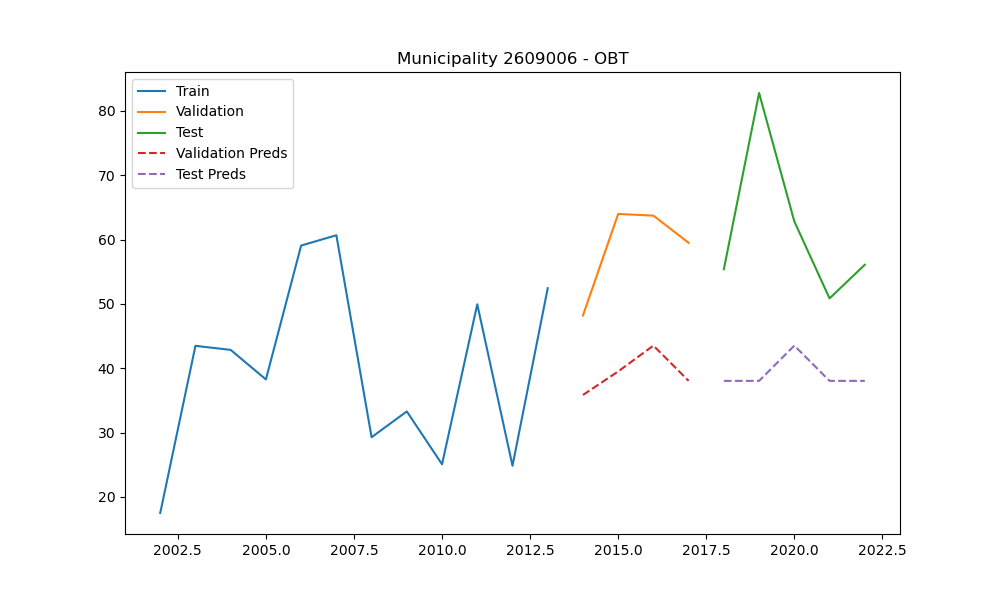 Municipality 2609006 - OBT
Train
Validation
Test
Validation Preds
Test Preds
80
70
60
50
40
30
20
2002.5 2005.0 2007.5 2010.0 2012.5 2015.0 2017.5 2020.0 2022.5